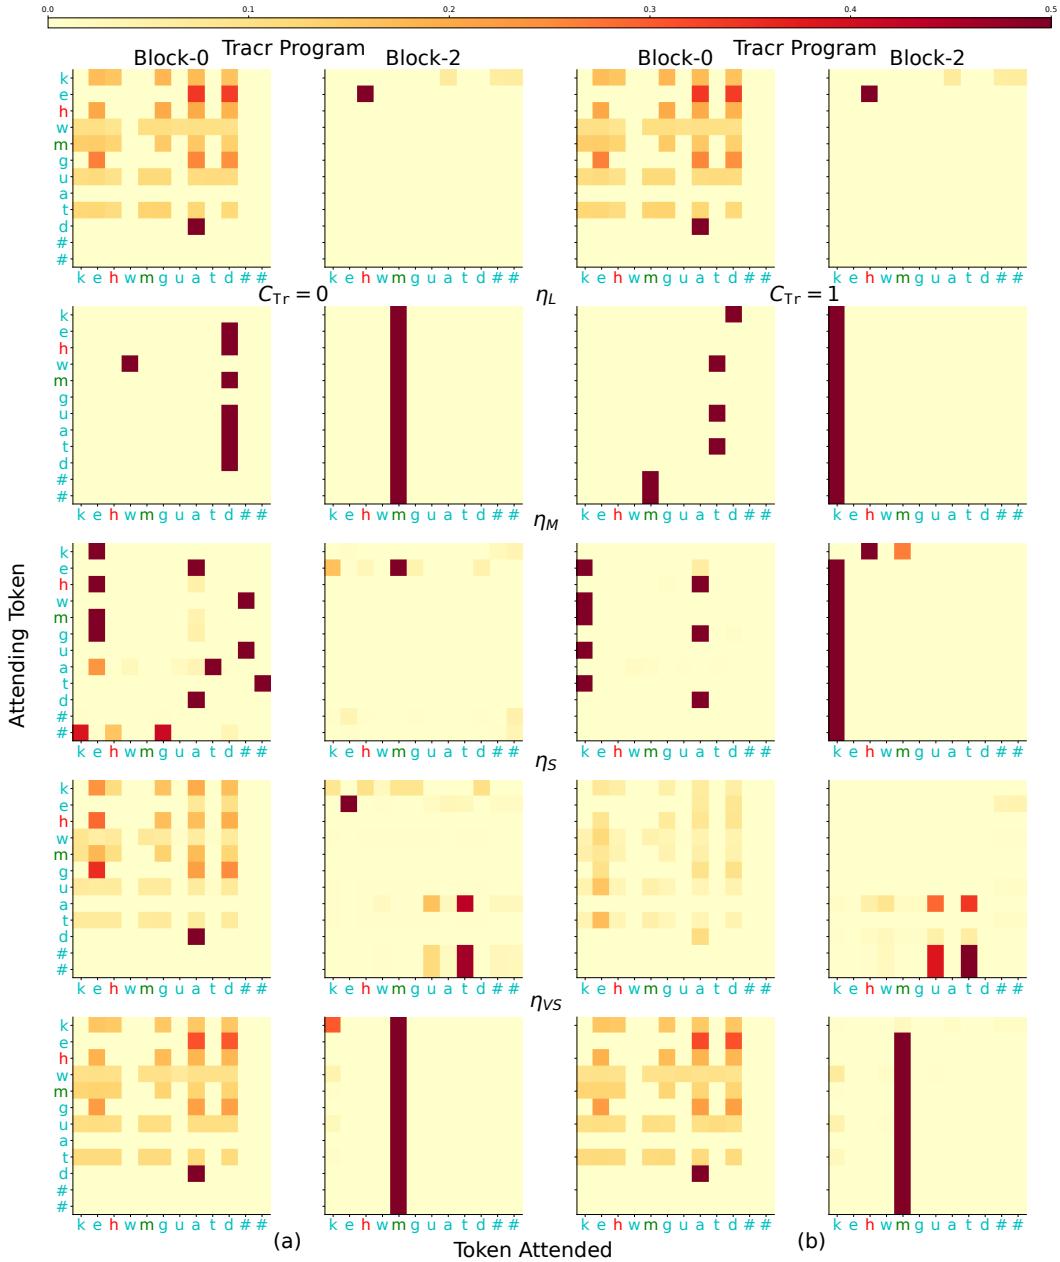 0.0 0.1 0.2 0.3 0.4 0.5
Tracr Program Tracr Program
Block-0 Block-2 Block-0 Block-2
k
e
h
w
m
g
u
a
t
d
#
#
k e h w m g u a t d # # k e h w m g u a t d # # k e h w m g u a t d # # k e h w m g u a t d # #
C_Tr = 0 η_L C_Tr = 1
k
e
h
w
m
g
u
a
t
d
#
#
k e h w m g u a t d # # k e h w m g u a t d # # k e h w m g u a t d # # k e h w m g u a t d # #
η_M
Attending Token
k
e
h
w
m
g
u
a
t
d
#
#
k e h w m g u a t d # # k e h w m g u a t d # # k e h w m g u a t d # # k e h w m g u a t d # #
η_S
k
e
h
w
m
g
u
a
t
d
#
#
k e h w m g u a t d # # k e h w m g u a t d # # k e h w m g u a t d # # k e h w m g u a t d # #
η_VS
k
e
h
w
m
g
u
a
t
d
#
#
k e h w m g u a t d # # k e h w m g u a t d # # k e h w m g u a t d # # k e h w m g u a t d # #
(a) (b)
Token Attended